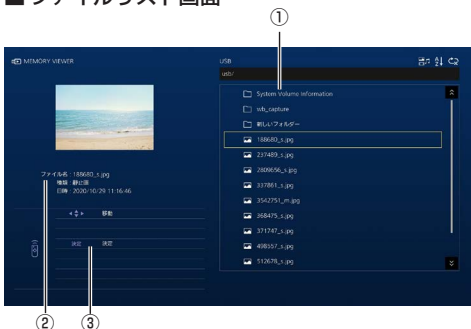 ■ファイルリスト画面
①
MEMORY VIEWER
USB
usb/
System Volume Information
wb_capture
新しいフォルダー
188680_s.jpg
237489_s.jpg
2809656_s.jpg
337861_s.jpg
3542751_m.jpg
368475_s.jpg
371747_s.jpg
498557_s.jpg
512678_s.jpg
ファイル名 : 188680_s.jpg
種類 : 静止画
日時 : 2020/10/29 11:16:46
移動
決定 決定
② ③